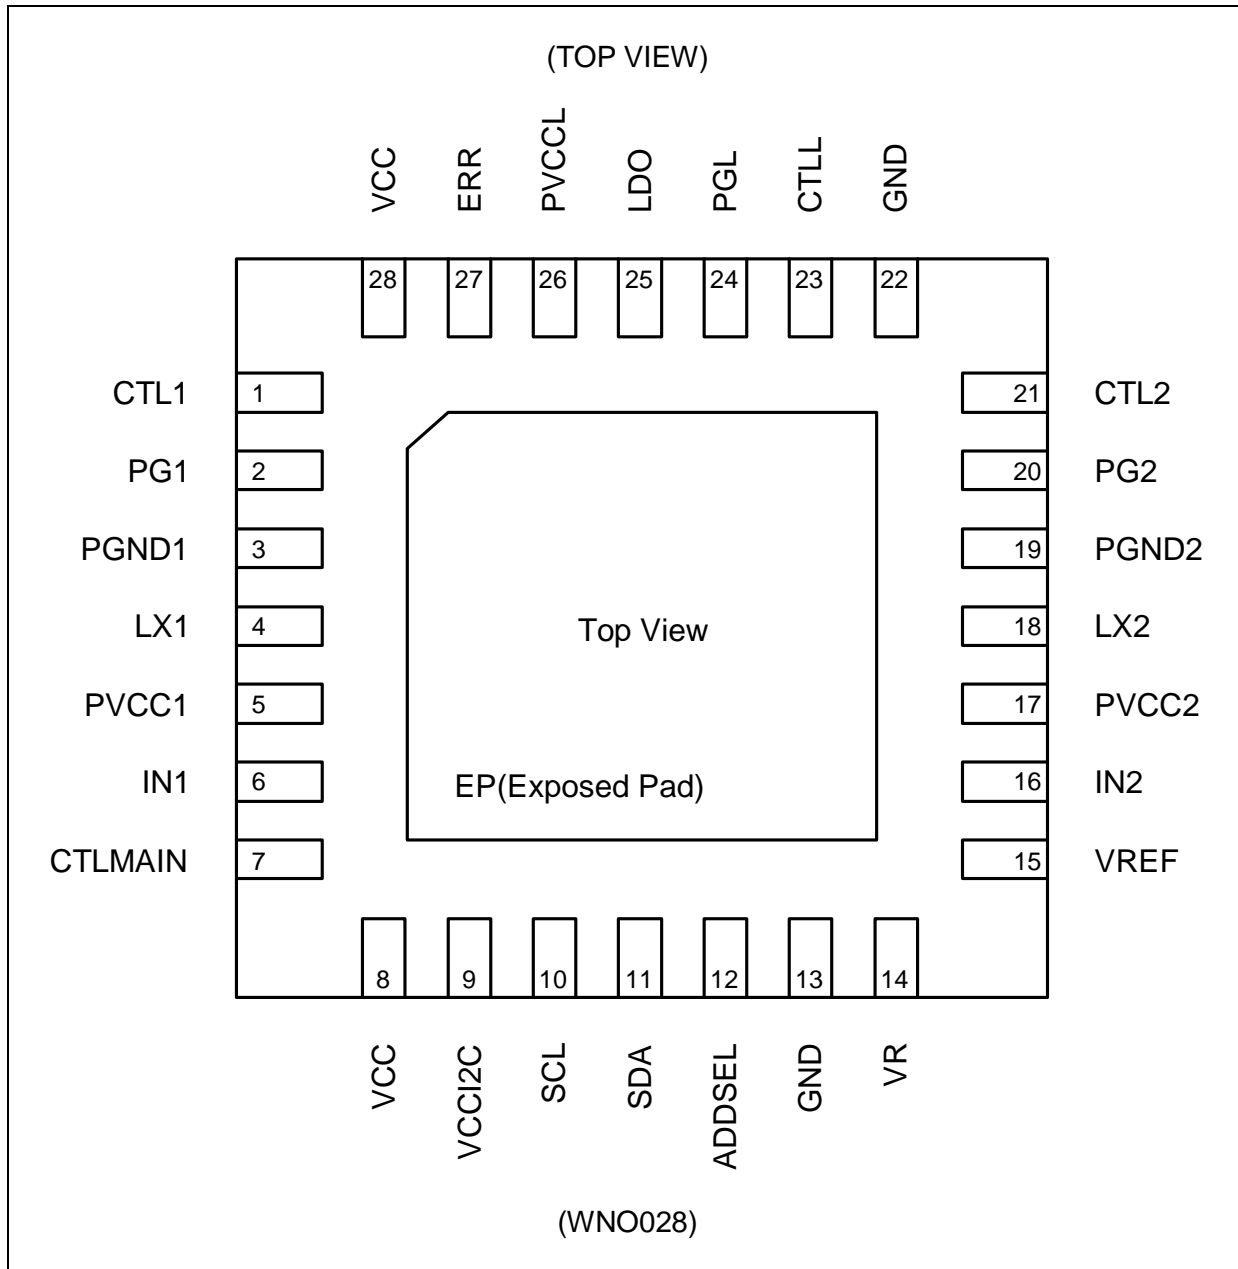 (TOP VIEW)
VCC
ERR
PVCCL
LDO
PGL
CTLL
GND
28
27
26
25
24
23
22
CTL1
1
21
CTL2
PG1
2
20
PG2
PGND1
3
19
PGND2
LX1
4
18
LX2
Top View
PVCC1
5
17
PVCC2
IN1
6
16
IN2
EP(Exposed Pad)
CTLMAIN
7
15
VREF
8
9
10
11
12
13
14
VCC
VCCI2C
SCL
SDA
ADDSEL
GND
VR
(WNO028)